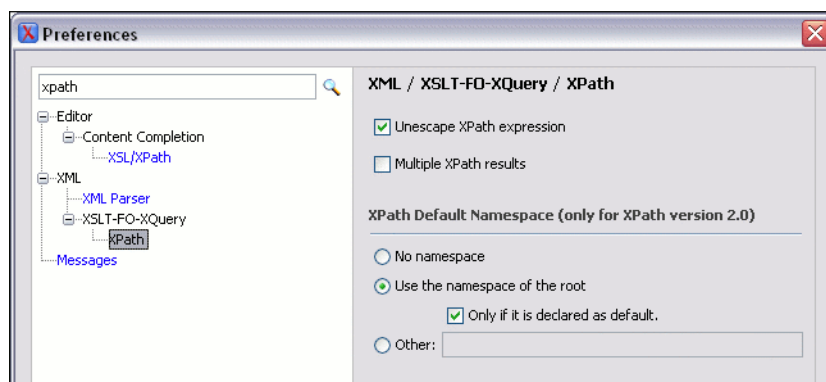 Preferences
xpath
Editor
Content Completion
XSL/XPath
XML
XML Parser
XSLT-FO-XQuery
XPath
Messages
XML / XSLT-FO-XQuery / XPath
Unescape XPath expression
Multiple XPath results
XPath Default Namespace (only for XPath version 2.0)
No namespace
Use the namespace of the root
Only if it is declared as default.
Other: